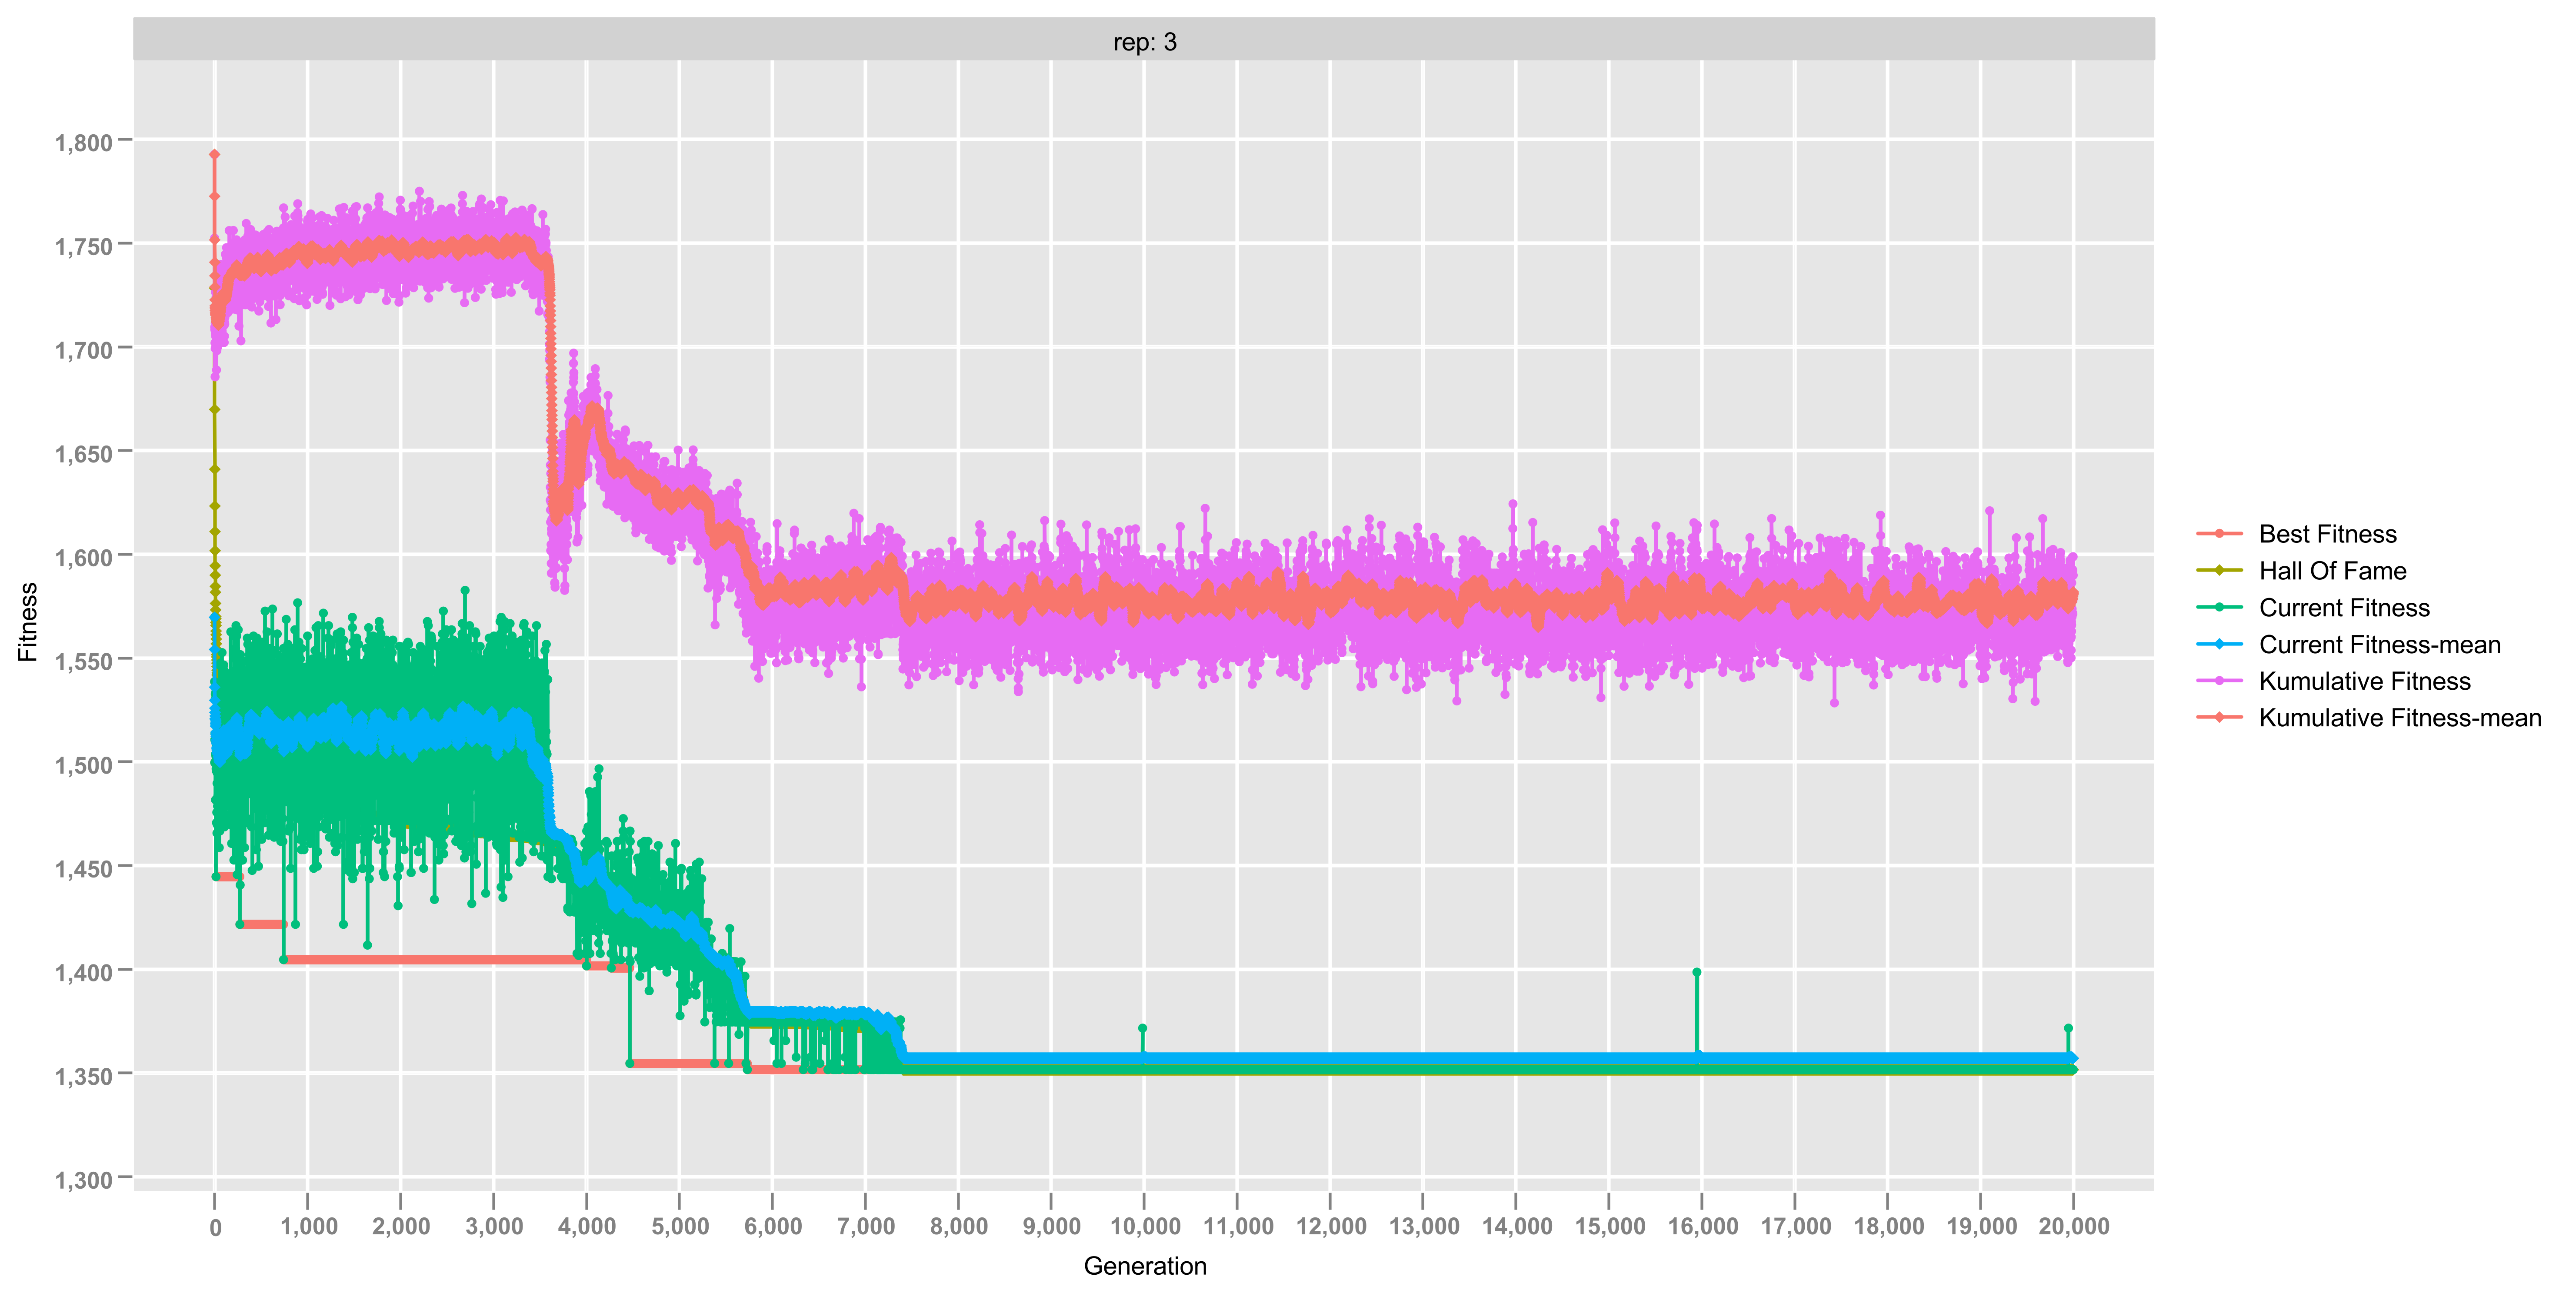 rep: 3
Fitness
1,800
1,750
1,700
1,650
1,600
1,550
1,500
1,450
1,400
1,350
1,300
0 1,000 2,000 3,000 4,000 5,000 6,000 7,000 8,000 9,000 10,000 11,000 12,000 13,000 14,000 15,000 16,000 17,000 18,000 19,000 20,000
Generation
Best Fitness
Hall Of Fame
Current Fitness
Current Fitness-mean
Kumulative Fitness
Kumulative Fitness-mean